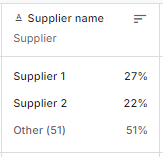 A Supplier name
Supplier
Supplier 1 27%
Supplier 2 22%
Other (51) 51%